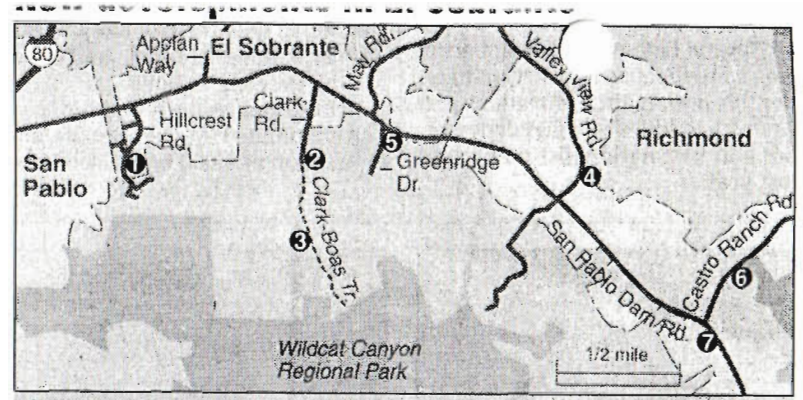 80
Appian
Way
El Sobrante
May Rd.
Valley View Rd.
Clark
Rd.
Hillcrest
Rd.
San
Pablo
1
2
5
Greenridge
Dr.
Richmond
4
Clark-Boas Tr.
3
San Pablo Dam Rd.
Castro Ranch Rd
6
7
Wildcat Canyon
Regional Park
1/2 mile